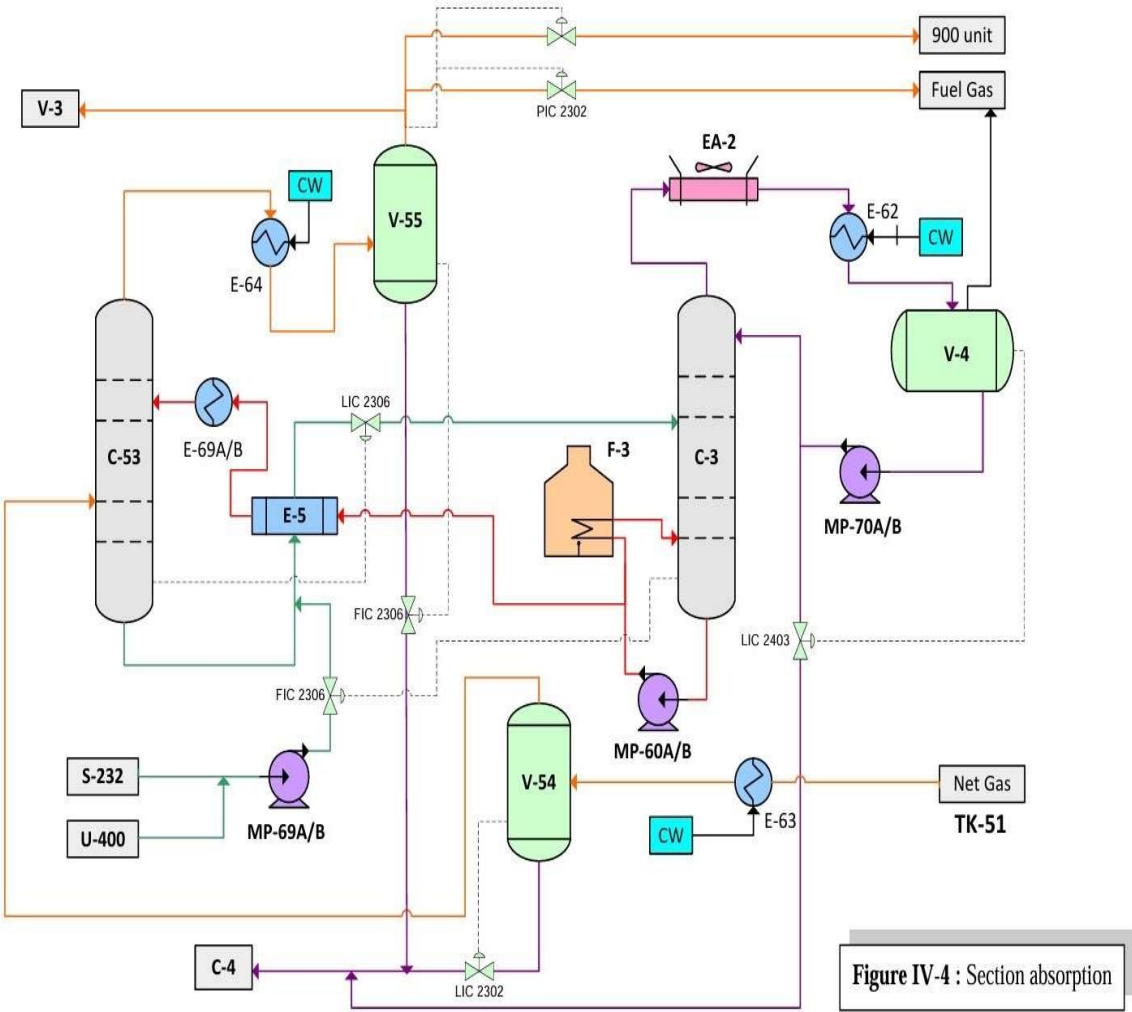 900 unit
V-3
Fuel Gas
PIC 2302
EA-2
CW
V-55
E-62
CW
E-64
V-4
LIC 2306
E-69A/B
C-53
F-3
C-3
E-5
MP-70A/B
FIC 2306
LIC 2403
FIC 2306
MP-60A/B
S-232
V-54
Net Gas
U-400
MP-69A/B
CW
E-63
TK-51
C-4
LIC 2302
Figure IV-4 : Section absorption